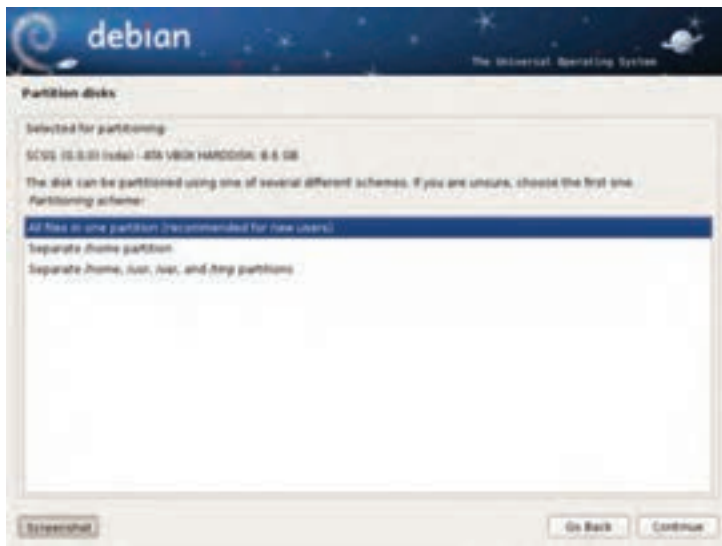 debian
The Universal Operating System
Partition disks
Selected for partitioning:
SCSI1 (0,0,0) (sda) - ATA VBOX HARDDISK: 8.6 GB
The disk can be partitioned using one of several different schemes. If you are unsure, choose the first one.
Partitioning scheme:
All files in one partition (recommended for new users)
Separate /home partition
Separate /home, /usr, /var, and /tmp partitions
Screenshot
Go Back
Continue